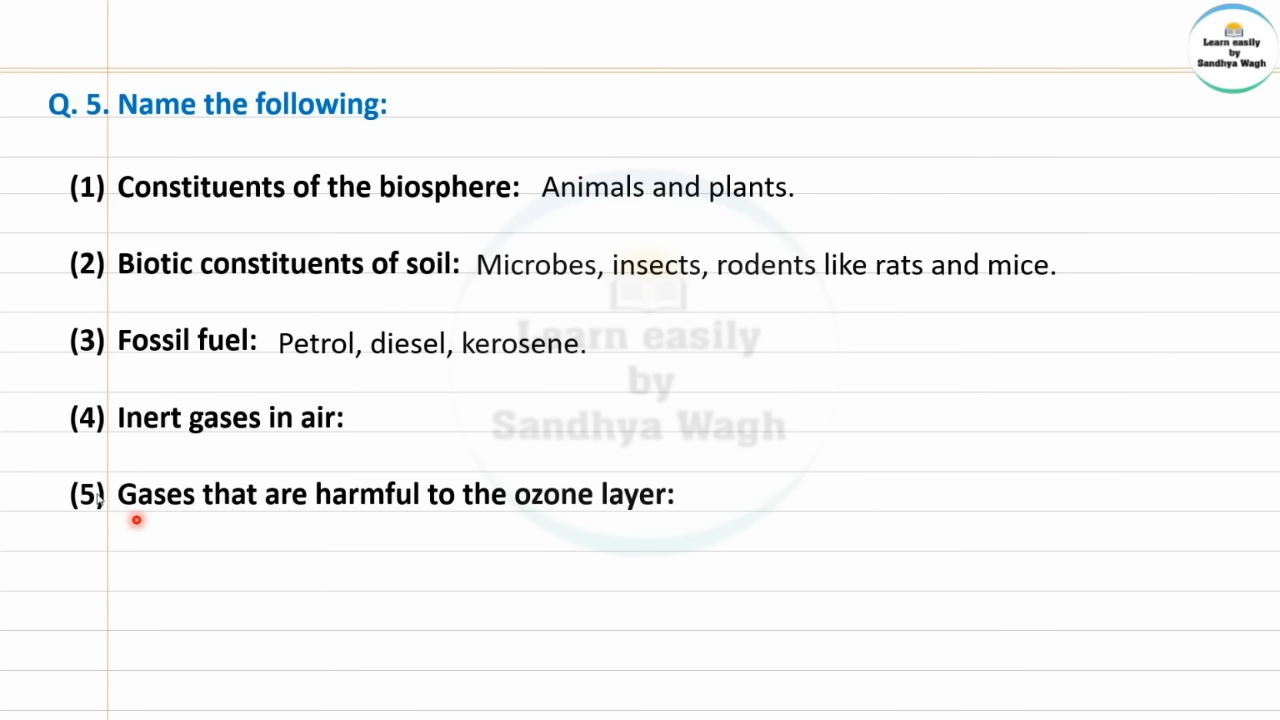 Learn easily
by
Sandhya Wagh
Q. 5. Name the following:
(1) Constituents of the biosphere: Animals and plants.
(2) Biotic constituents of soil: Microbes, insects, rodents like rats and mice.
(3) Fossil fuel: Petrol, diesel, kerosene.
(4) Inert gases in air:
(5) Gases that are harmful to the ozone layer:
Learn easily
by
Sandhya Wagh